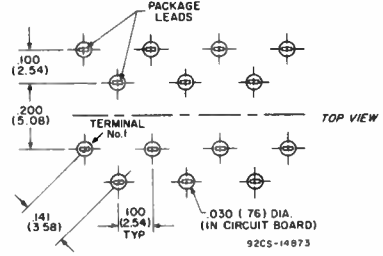 PACKAGE
LEADS
.100
(2.54)
.200
(5.08)
TERMINAL
No.1
TOP VIEW
.141
(3.58)
.100
(2.54)
TYP
.030 (.76) DIA.
(IN CIRCUIT BOARD)
92CS-14873